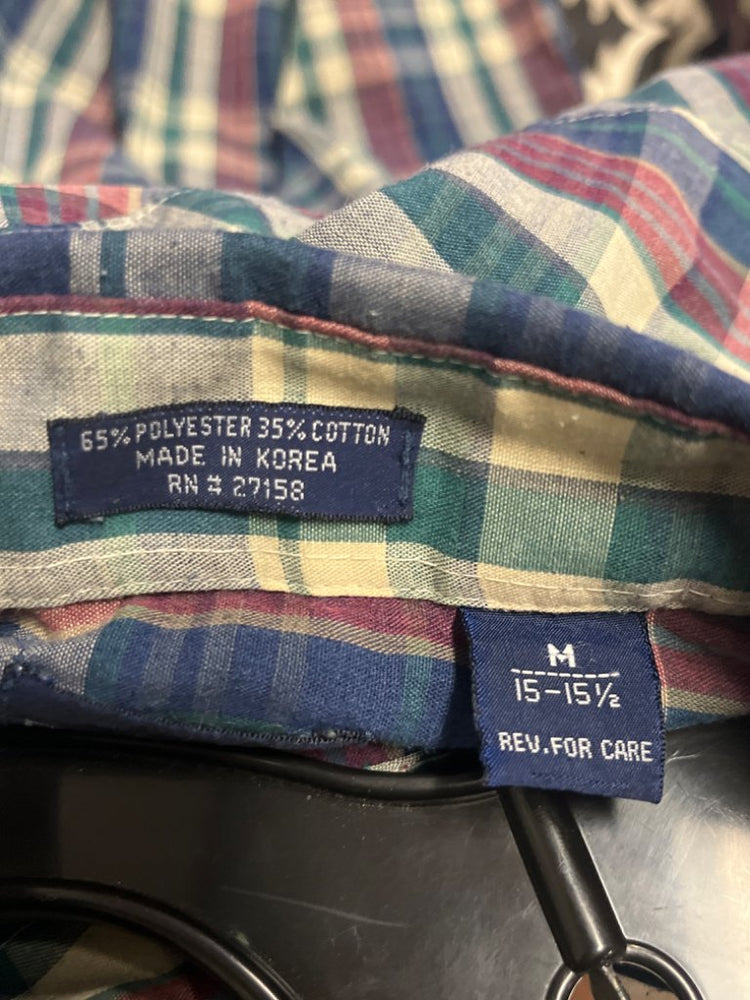 65% POLYESTER 35% COTTON
MADE IN KOREA
RN # 27158
M
15-15½
REV.FOR CARE